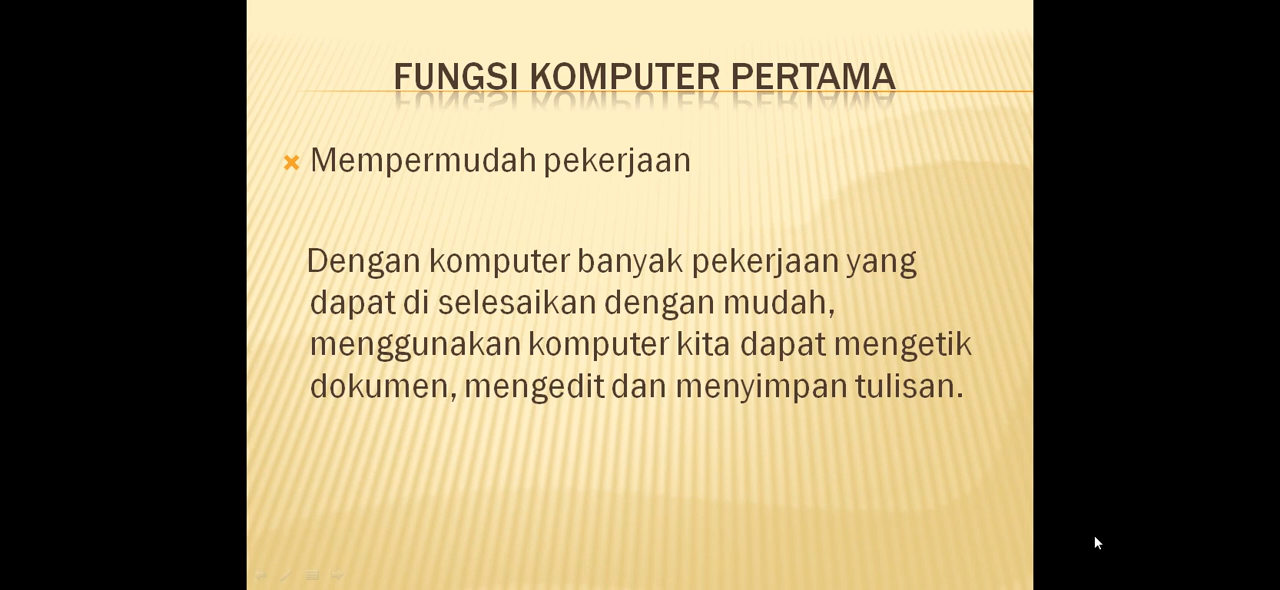 FUNGSI KOMPUTER PERTAMA
Mempermudah pekerjaan
Dengan komputer banyak pekerjaan yang
dapat di selesaikan dengan mudah,
menggunakan komputer kita dapat mengetik
dokumen, mengedit dan menyimpan tulisan.